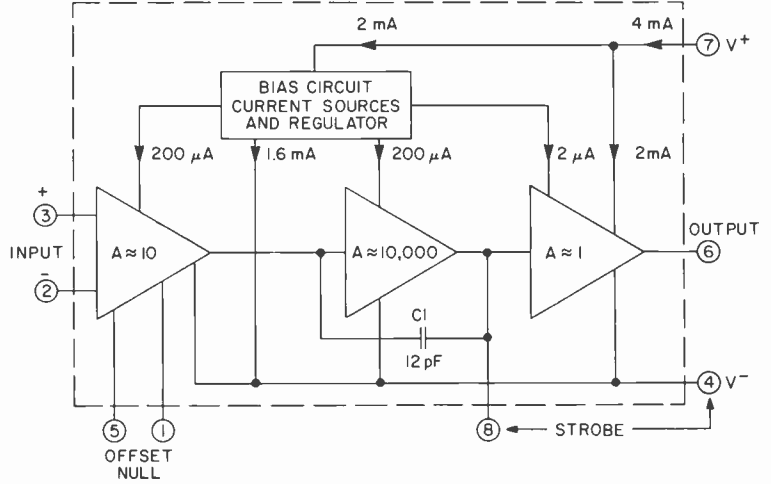 2 mA
4 mA
7 V+
BIAS CIRCUIT
CURRENT SOURCES
AND REGULATOR
200 μA
1.6 mA
200 μA
2 μA
2mA
+
3
INPUT
-
2
A≈10
A≈10,000
A≈1
OUTPUT
6
C1
12 pF
4 V-
5
1
8
STROBE
OFFSET
NULL